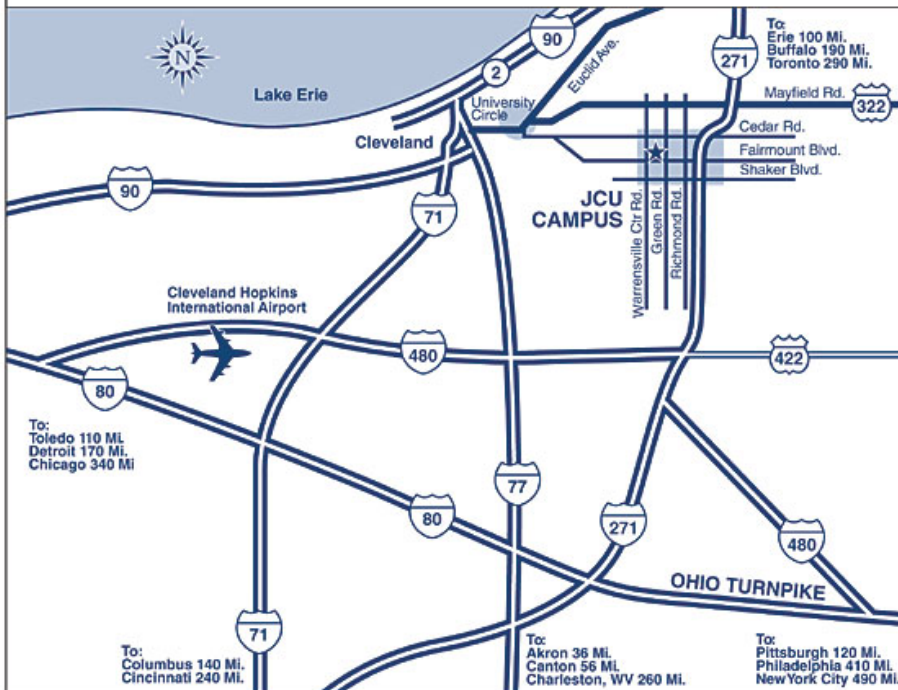 To:
Erie 100 Mi.
Buffalo 190 Mi.
Toronto 290 Mi.
90
271
N
2
Euclid Ave.
Lake Erie
University
Circle
Mayfield Rd.
322
Cleveland
Cedar Rd.
Fairmount Blvd.
Shaker Blvd.
90
71
JCU
CAMPUS
Warrensville Ctr Rd.
Green Rd.
Richmond Rd.
Cleveland Hopkins
International Airport
480
422
80
To:
Toledo 110 Mi.
Detroit 170 Mi.
Chicago 340 Mi
77
80
271
480
OHIO TURNPIKE
71
To:
Columbus 140 Mi.
Cincinnati 240 Mi.
To:
Akron 36 Mi.
Canton 56 Mi.
Charleston, WV 260 Mi.
To:
Pittsburgh 120 Mi.
Philadelphia 410 Mi.
New York City 490 Mi.